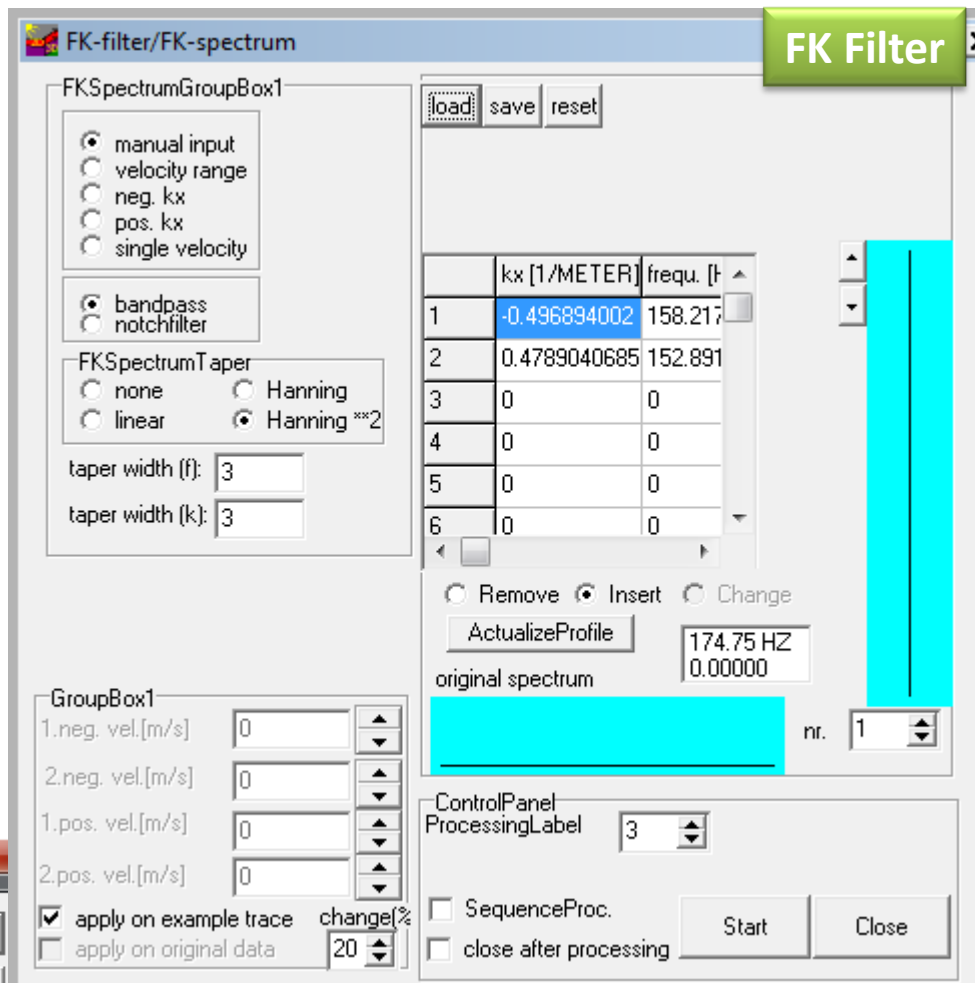 FK-filter/FK-spectrum
FK Filter
FKSpectrumGroupBox1
manual input
velocity range
neg. kx
pos. kx
single velocity
bandpass
notchfilter
FKSpectrumTaper
none Hanning
linear Hanning **2
taper width (f): 3
taper width (k): 3
load save reset
kx [1/METER] frequ. [H
1 -0.496894002 158.217
2 0.4789040685 152.891
3 0 0
4 0 0
5 0 0
6 0 0
Remove Insert Change
ActualizeProfile
174.75 HZ
0.00000
original spectrum
nr. 1
GroupBox1
1.neg. vel.[m/s] 0
2.neg. vel.[m/s] 0
1.pos. vel.[m/s] 0
2.pos. vel.[m/s] 0
apply on example trace change(%
apply on original data 20
ControlPanel
ProcessingLabel 3
SequenceProc.
close after processing
Start Close